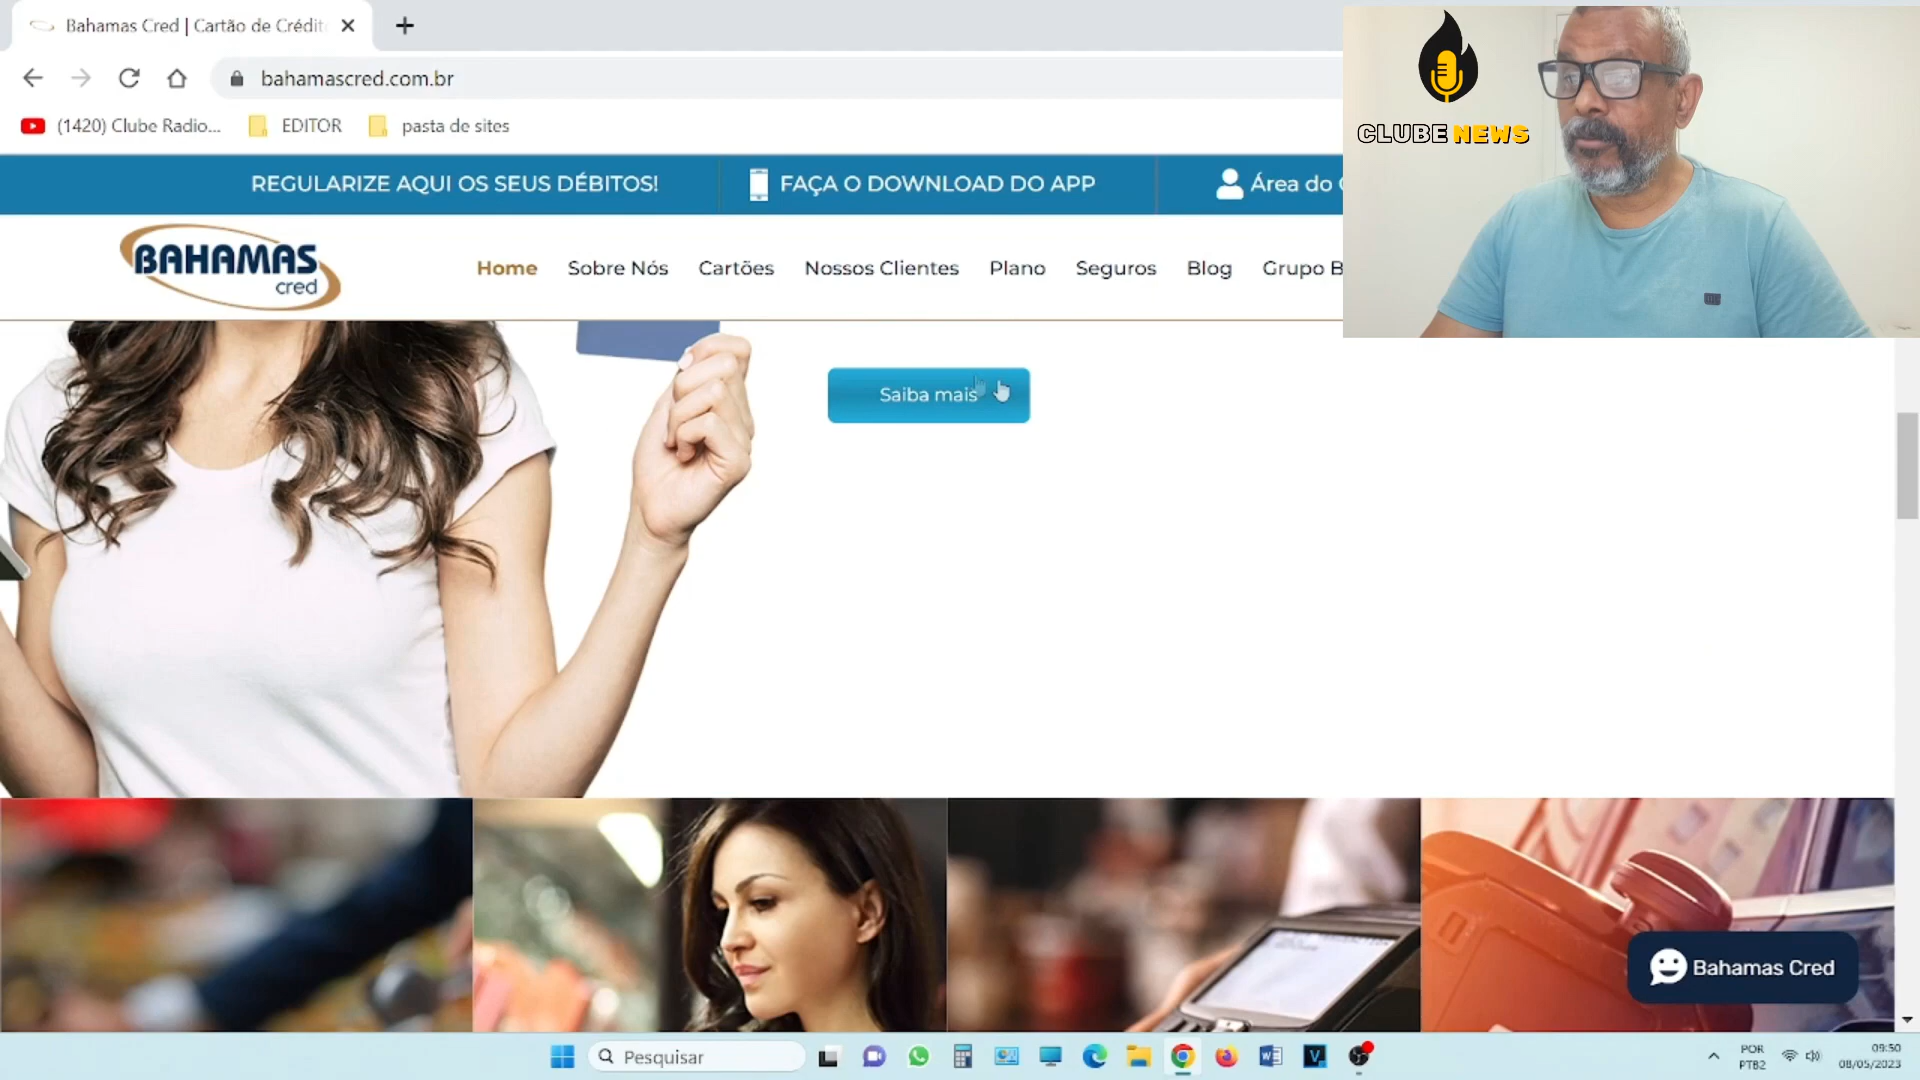 Bahamas Cred | Cartão de Crédit
bahamascred.com.br
(1420) Clube Radio...
EDITOR
pasta de sites
CLUBE NEWS
REGULARIZE AQUI OS SEUS DÉBITOS!
FAÇA O DOWNLOAD DO APP
Área do
BAHAMAS
cred
Home
Sobre Nós
Cartões
Nossos Clientes
Plano
Seguros
Blog
Grupo B
Saiba mais
Bahamas Cred
Pesquisar
POR
PTB2
09:50
08/05/2023